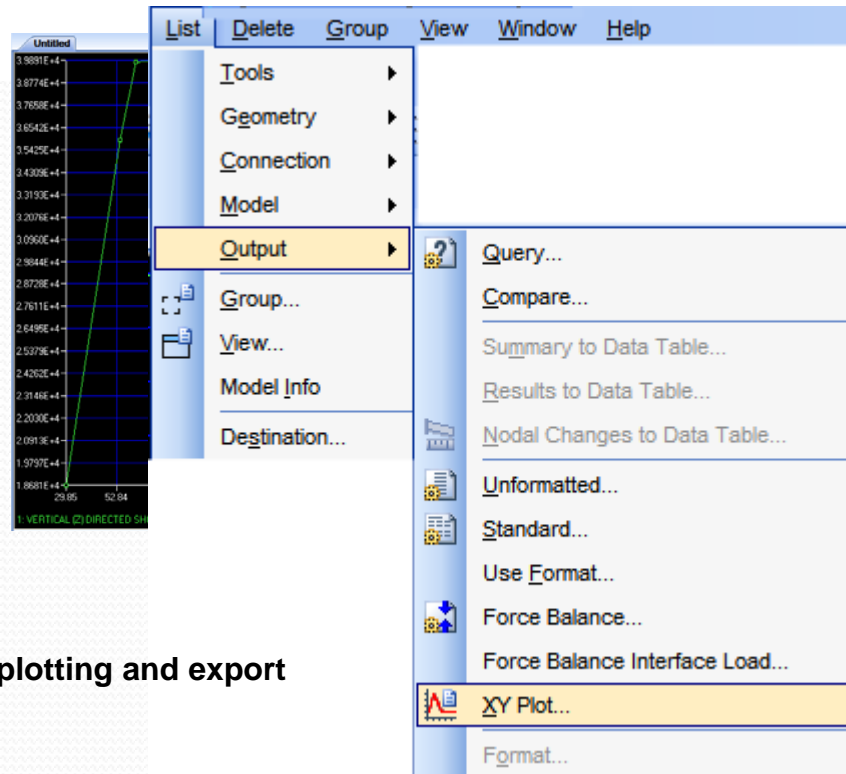 List Delete Group View Window Help
Untitled
3.9891E+4
3.8774E+4
3.7658E+4
3.6542E+4
3.5425E+4
3.4309E+4
3.3193E+4
3.2076E+4
3.0960E+4
2.9844E+4
2.8728E+4
2.7611E+4
2.6495E+4
2.5379E+4
2.4262E+4
2.3146E+4
2.2030E+4
2.0913E+4
1.9797E+4
1.8681E+4
29.85 52.84
1: VERTICAL (Z) DIRECTED
Tools
Geometry
Connection
Model
Output
Group...
View...
Model Info
Destination...
Query...
Compare...
Summary to Data Table...
Results to Data Table...
Nodal Changes to Data Table...
Unformatted...
Standard...
Use Format...
Force Balance...
Force Balance Interface Load...
XY Plot...
Format...
plotting and export